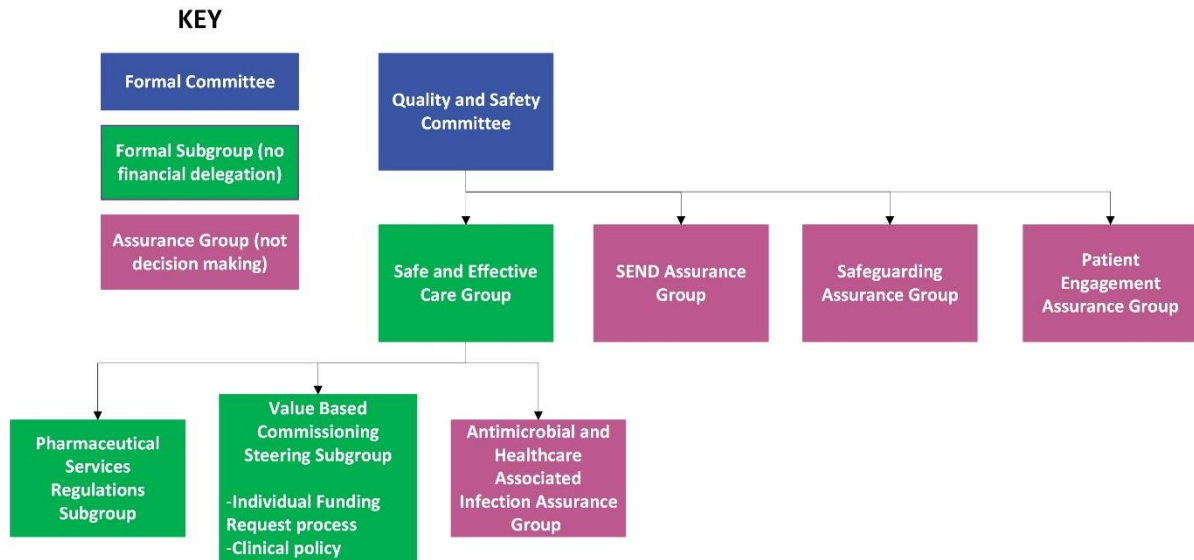 KEY
Formal Committee
Formal Subgroup (no
financial delegation)
Assurance Group (not
decision making)
Quality and Safety
Committee
Safe and Effective
Care Group
SEND Assurance
Group
Safeguarding
Assurance Group
Patient
Engagement
Assurance Group
Pharmaceutical
Services
Regulations
Subgroup
Value Based
Commissioning
Steering Subgroup
-Individual Funding
Request process
-Clinical policy
Antimicrobial and
Healthcare
Associated
Infection Assurance
Group